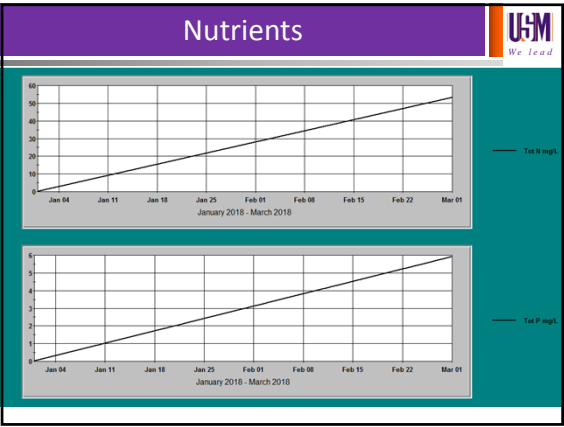 Nutrients
USM
We lead
60
50
40
30
20
10
0
Jan 04 Jan 11 Jan 18 Jan 25 Feb 01 Feb 08 Feb 15 Feb 22 Mar 01
January 2018 - March 2018
Tot N mg/L
6
5
4
3
2
1
0
Jan 04 Jan 11 Jan 18 Jan 25 Feb 01 Feb 08 Feb 15 Feb 22 Mar 01
January 2018 - March 2018
Tot P mg/L